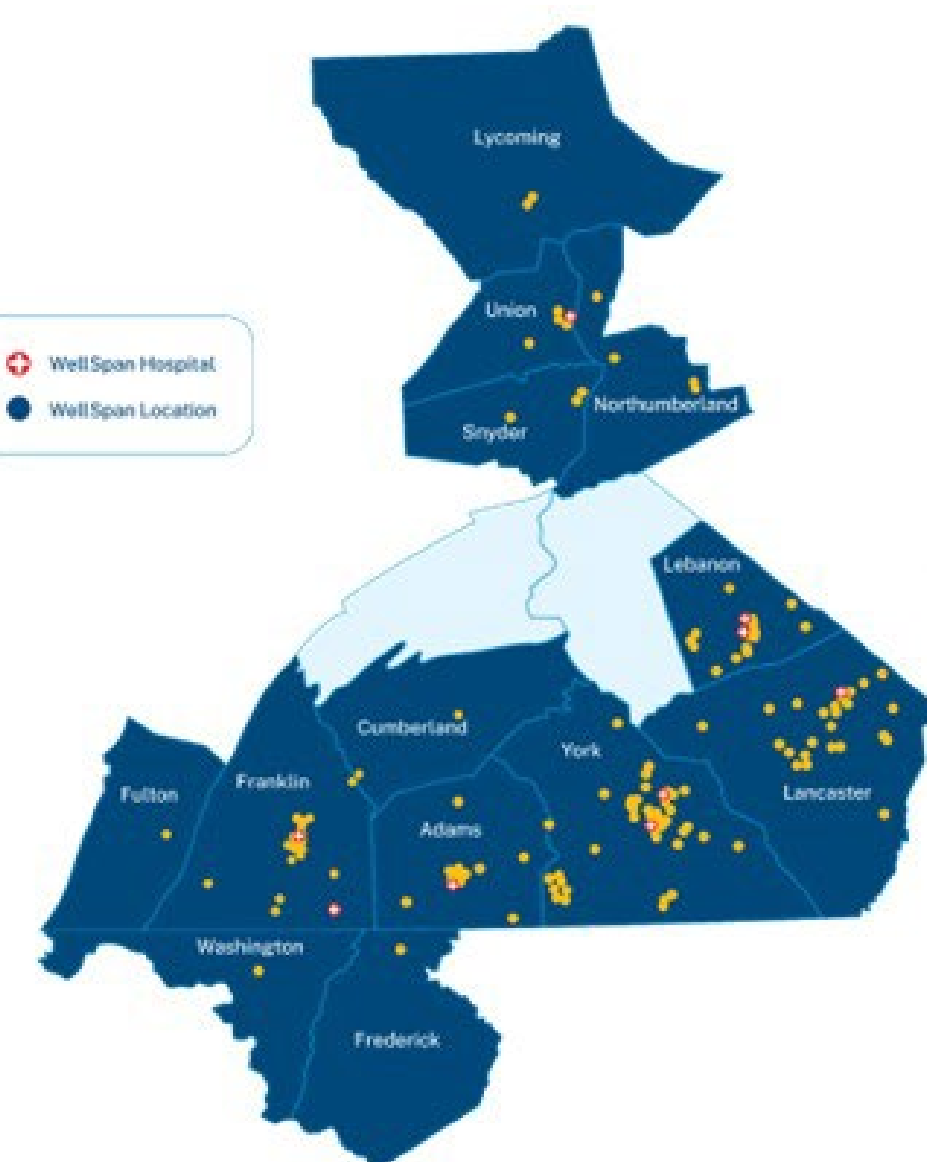 Lycoming
Union
WellSpan Hospital
WellSpan Location
Northumberland
Snyder
Lebanon
Cumberland
York
Franklin
Fulton
Lancaster
Adams
Washington
Frederick